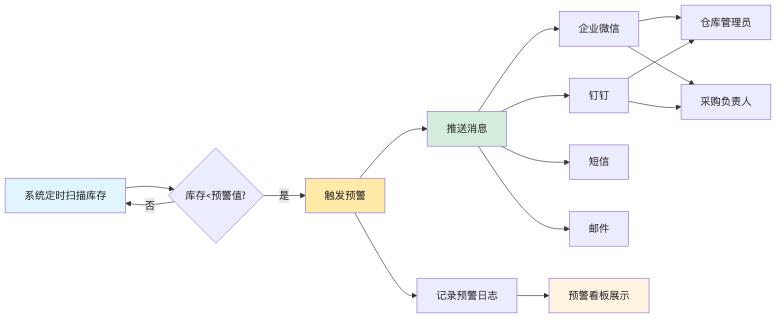 系统定时扫描库存
库存<预警值?
否
是
触发预警
推送消息
企业微信
钉钉
短信
邮件
仓库管理员
采购负责人
记录预警日志
预警看板展示